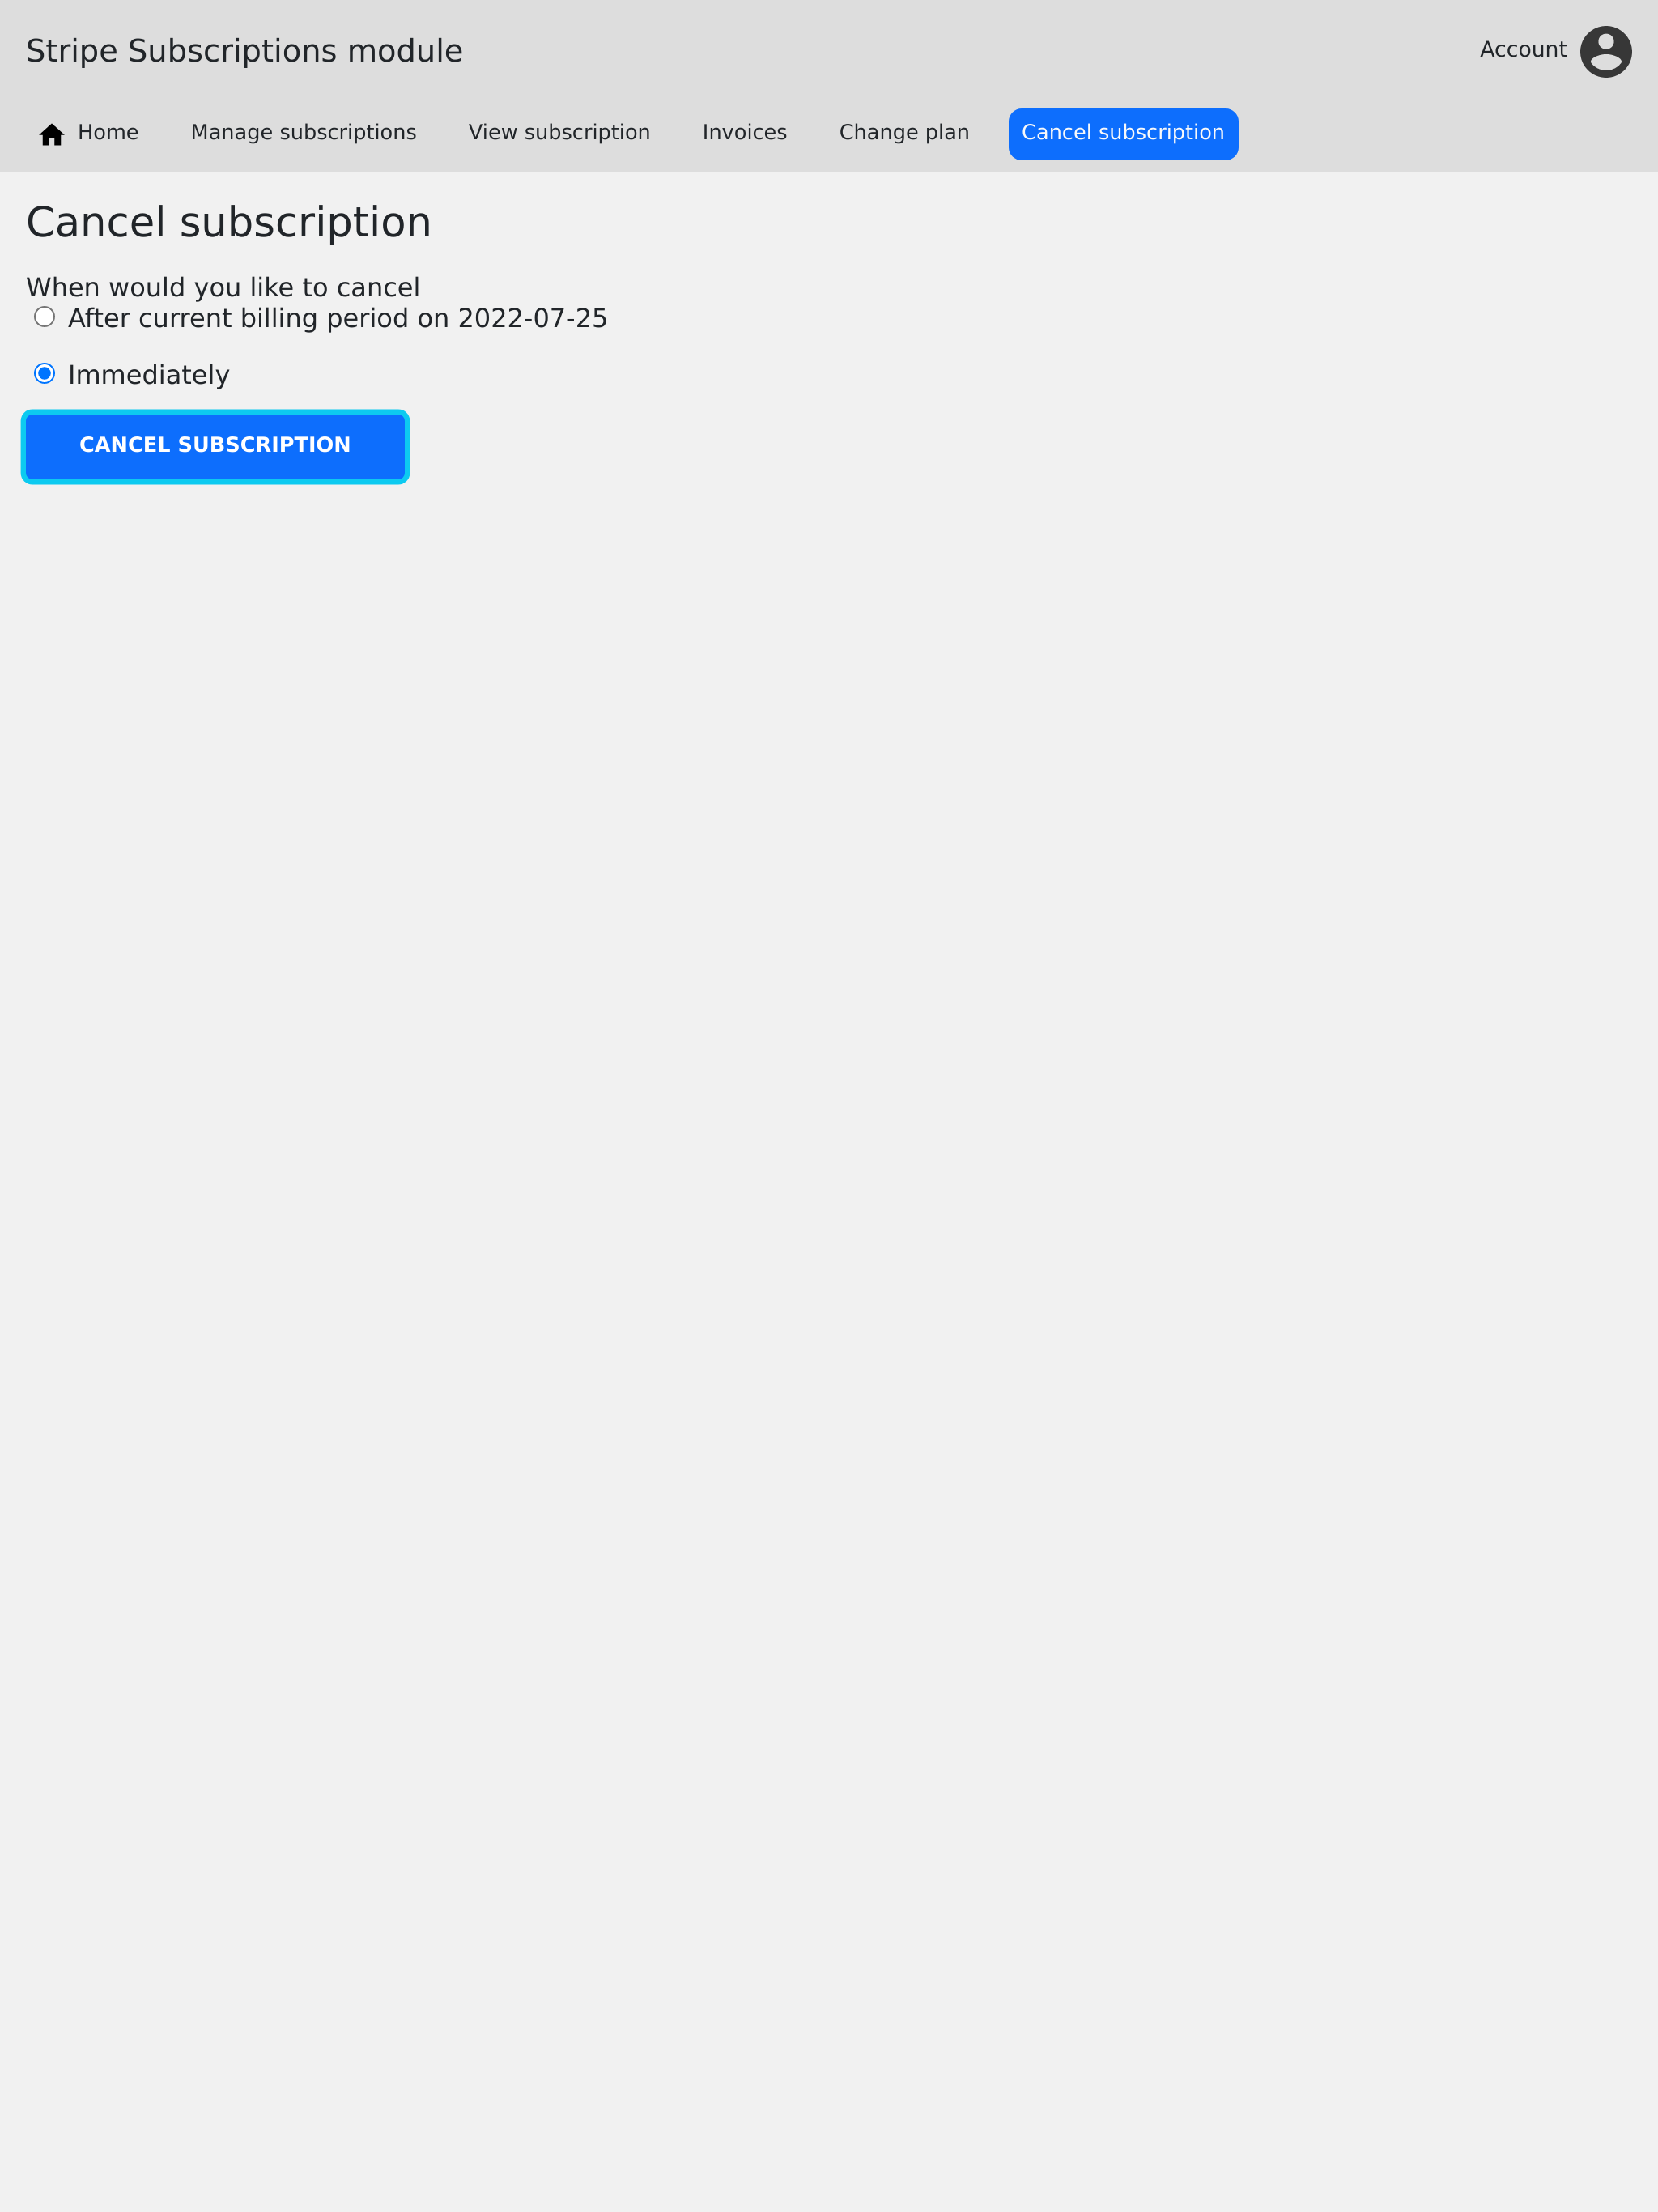 Stripe Subscriptions module
Account
Home
Manage subscriptions
View subscription
Invoices
Change plan
Cancel subscription
Cancel subscription
When would you like to cancel
After current billing period on 2022-07-25
Immediately
CANCEL SUBSCRIPTION